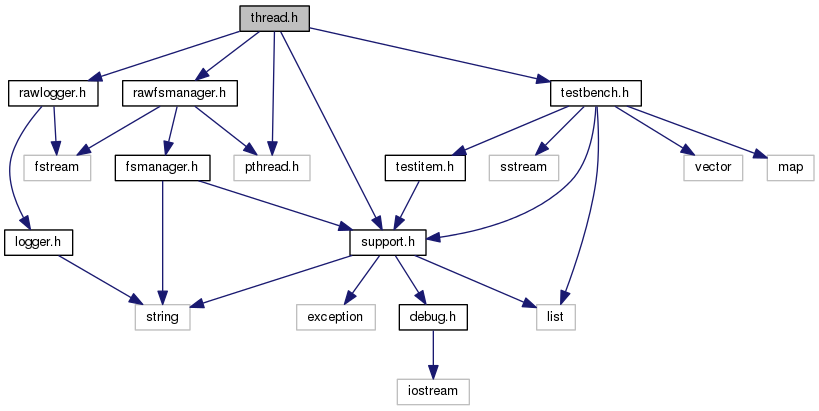 thread.h
rawlogger.h
rawfsmanager.h
testbench.h
fstream
fsmanager.h
pthread.h
testitem.h
sstream
vector
map
logger.h
support.h
string
exception
debug.h
list
iostream